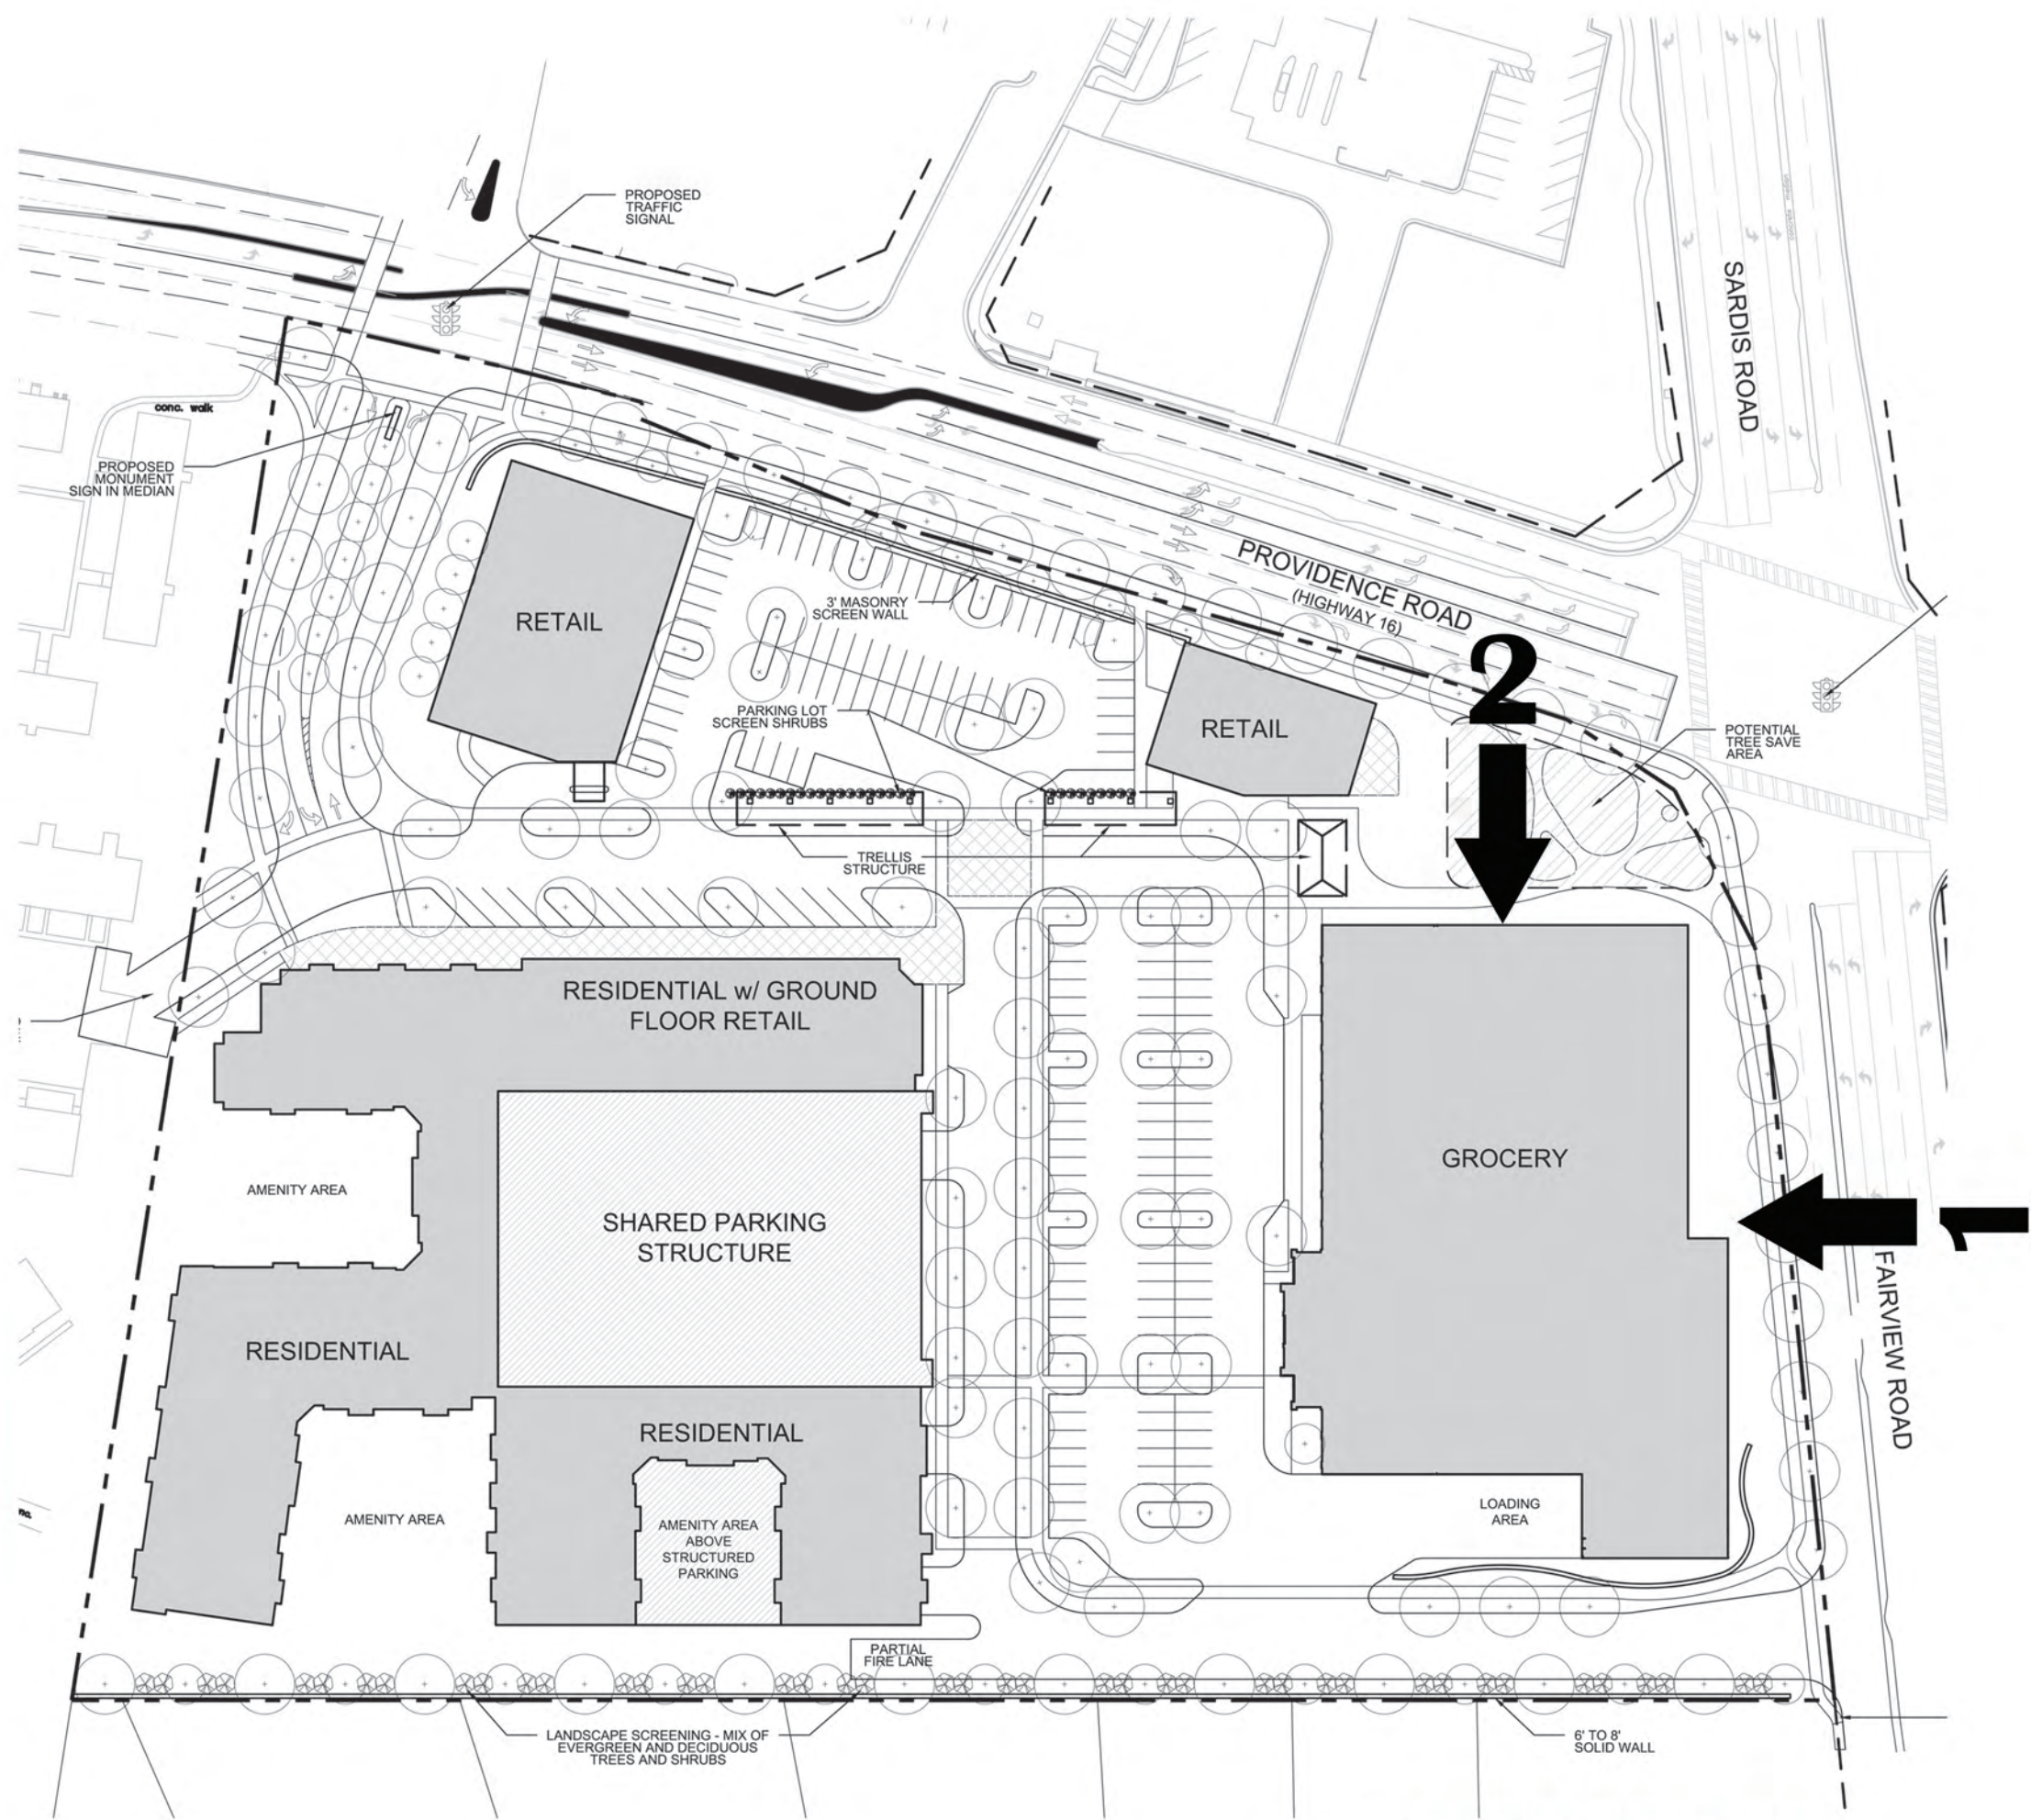 PROPOSED
TRAFFIC
SIGNAL
SARDIS ROAD
conc. walk
PROPOSED
MONUMENT
SIGN IN MEDIAN
PROVIDENCE ROAD
(HIGHWAY 16)
3' MASONRY
SCREEN WALL
RETAIL
2
PARKING LOT
SCREEN SHRUBS
RETAIL
POTENTIAL
TREE SAVE
AREA
TRELLIS
STRUCTURE
RESIDENTIAL w/ GROUND
FLOOR RETAIL
GROCERY
AMENITY AREA
SHARED PARKING
STRUCTURE
1
FAIRVIEW ROAD
RESIDENTIAL
RESIDENTIAL
LOADING
AREA
AMENITY AREA
AMENITY AREA
ABOVE
STRUCTURED
PARKING
PARTIAL
FIRE LANE
LANDSCAPE SCREENING - MIX OF
EVERGREEN AND DECIDUOUS
TREES AND SHRUBS
6' TO 8'
SOLID WALL